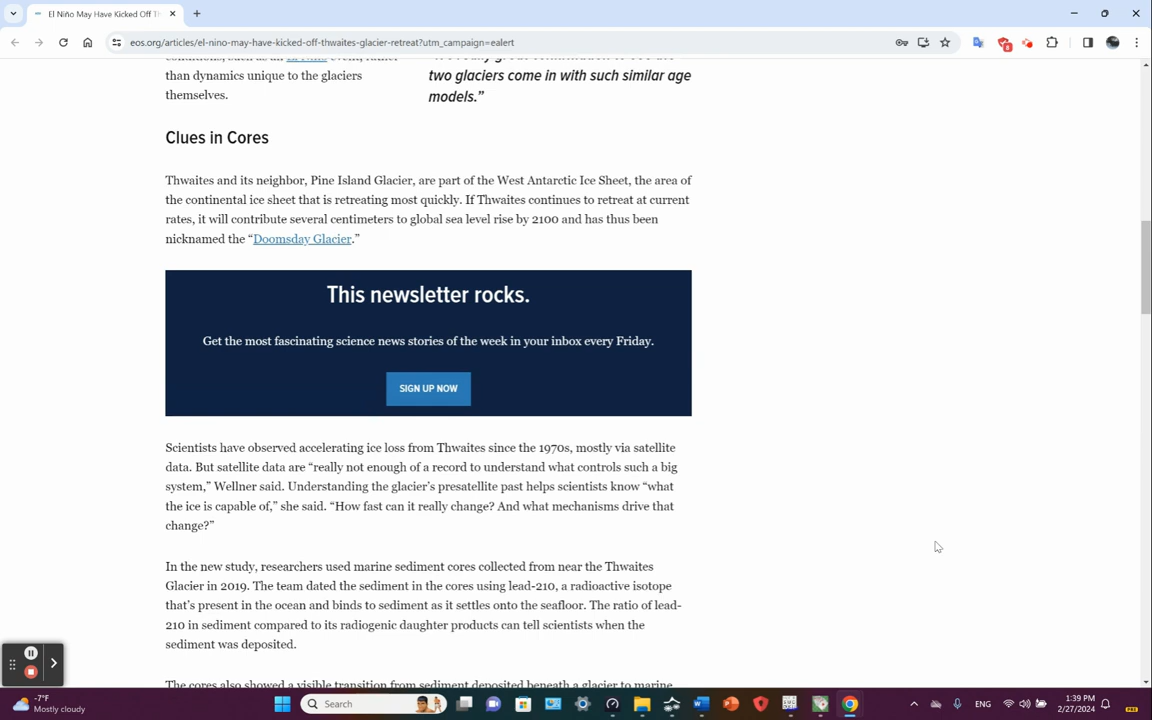 El Niño May Have Kicked Off Th
eos.org/articles/el-nino-may-have-kicked-off-thwaites-glacier-retreat?utm_campaign=ealert
than dynamics unique to the glaciers
themselves.
two glaciers come in with such similar age
models.”
Clues in Cores
Thwaites and its neighbor, Pine Island Glacier, are part of the West Antarctic Ice Sheet, the area of
the continental ice sheet that is retreating most quickly. If Thwaites continues to retreat at current
rates, it will contribute several centimeters to global sea level rise by 2100 and has thus been
nicknamed the “Doomsday Glacier.”
This newsletter rocks.
Get the most fascinating science news stories of the week in your inbox every Friday.
SIGN UP NOW
Scientists have observed accelerating ice loss from Thwaites since the 1970s, mostly via satellite
data. But satellite data are “really not enough of a record to understand what controls such a big
system,” Wellner said. Understanding the glacier’s presatellite past helps scientists know “what
the ice is capable of,” she said. “How fast can it really change? And what mechanisms drive that
change?”
In the new study, researchers used marine sediment cores collected from near the Thwaites
Glacier in 2019. The team dated the sediment in the cores using lead-210, a radioactive isotope
that’s present in the ocean and binds to sediment as it settles onto the seafloor. The ratio of lead-
210 in sediment compared to its radiogenic daughter products can tell scientists when the
sediment was deposited.
The cores also showed a visible transition from sediment deposited beneath a glacier to marine
-7°F
Mostly cloudy
Search
ENG
1:39 PM
2/27/2024